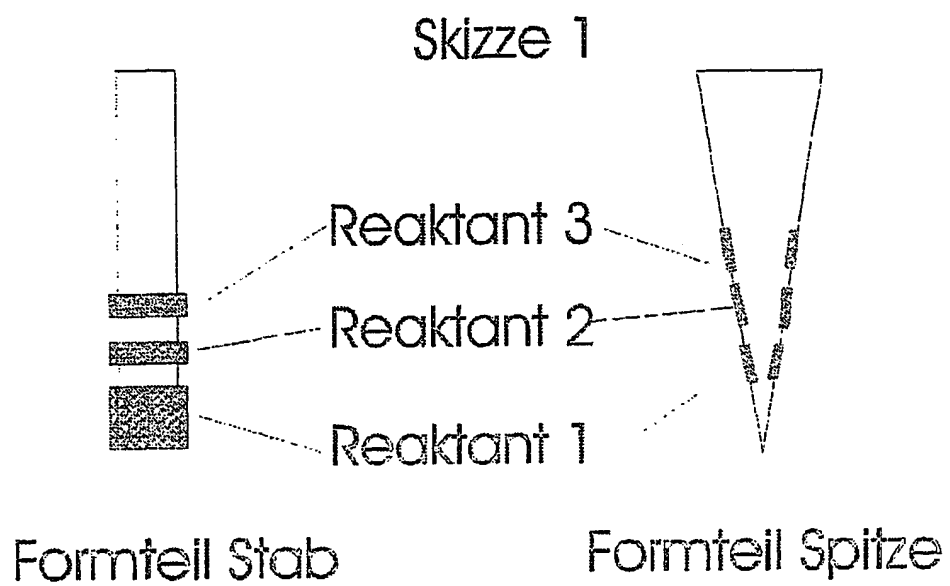 Skizze 1
Reaktant 3
Reaktant 2
Reaktant 1
Formteil Stab
Formteil Spitze